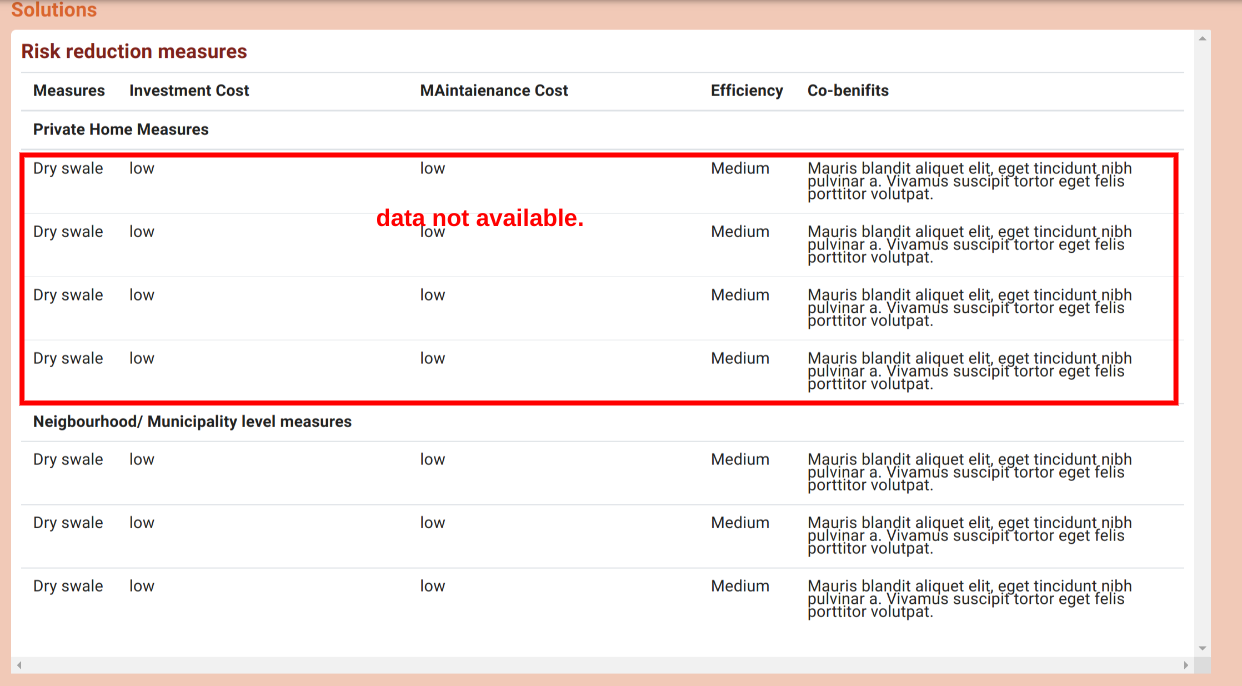 Solutions
Risk reduction measures
Measures Investment Cost MAintaienance Cost Efficiency Co-benifits
Private Home Measures
Dry swale low low Medium Mauris blandit aliquet elit, eget tincidunt nibh
pulvinar a. Vivamus suscipit tortor eget felis
porttitor volutpat.
data not available.
Dry swale low low Medium Mauris blandit aliquet elit, eget tincidunt nibh
pulvinar a. Vivamus suscipit tortor eget felis
porttitor volutpat.
Dry swale low low Medium Mauris blandit aliquet elit, eget tincidunt nibh
pulvinar a. Vivamus suscipit tortor eget felis
porttitor volutpat.
Dry swale low low Medium Mauris blandit aliquet elit, eget tincidunt nibh
pulvinar a. Vivamus suscipit tortor eget felis
porttitor volutpat.
Neigbourhood/ Municipality level measures
Dry swale low low Medium Mauris blandit aliquet elit, eget tincidunt nibh
pulvinar a. Vivamus suscipit tortor eget felis
porttitor volutpat.
Dry swale low low Medium Mauris blandit aliquet elit, eget tincidunt nibh
pulvinar a. Vivamus suscipit tortor eget felis
porttitor volutpat.
Dry swale low low Medium Mauris blandit aliquet elit, eget tincidunt nibh
pulvinar a. Vivamus suscipit tortor eget felis
porttitor volutpat.